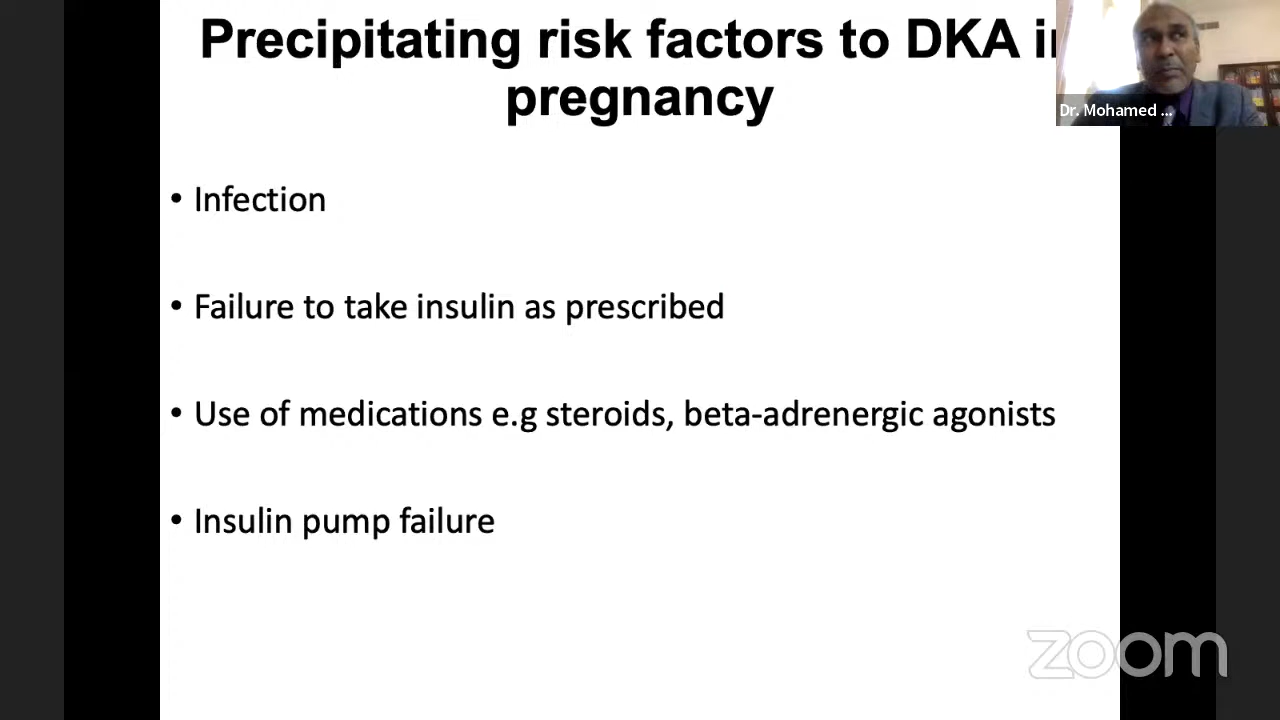 Precipitating risk factors to DKA in
pregnancy
Dr. Mohamed ...
• Infection
• Failure to take insulin as prescribed
• Use of medications e.g steroids, beta-adrenergic agonists
• Insulin pump failure
zoom